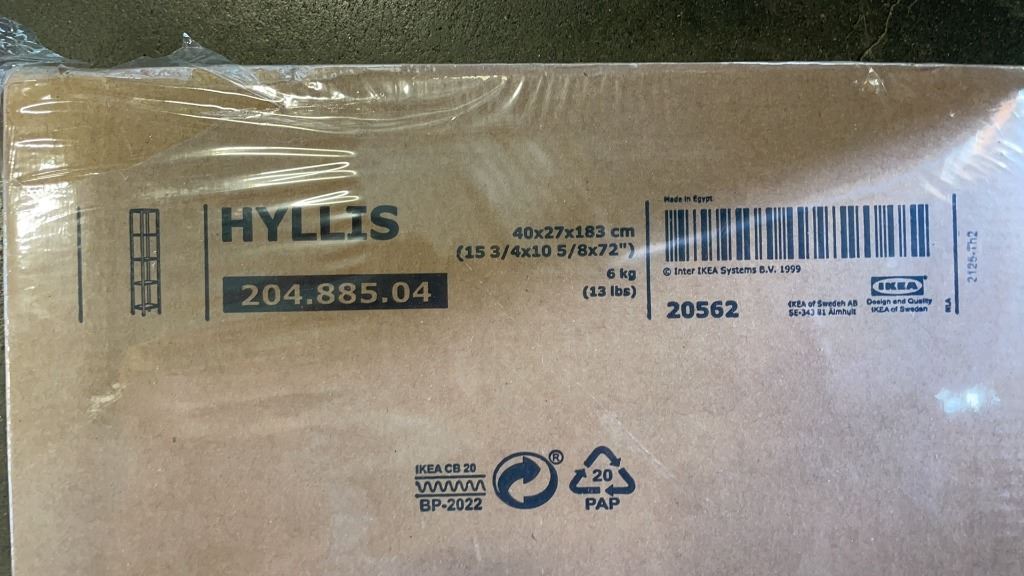 HYLLIS
204.885.04
40x27x183 cm
(15 3/4x10 5/8x72")
6 kg
(13 lbs)
Made in Egypt
© Inter IKEA Systems B.V. 1999
20562
IKEA of Sweden AB
SE-343 81 Älmhult
IKEA
Design and Quality
IKEA of Sweden
2125-Th2
IKEA CB 20
BP-2022
®
20
PAP